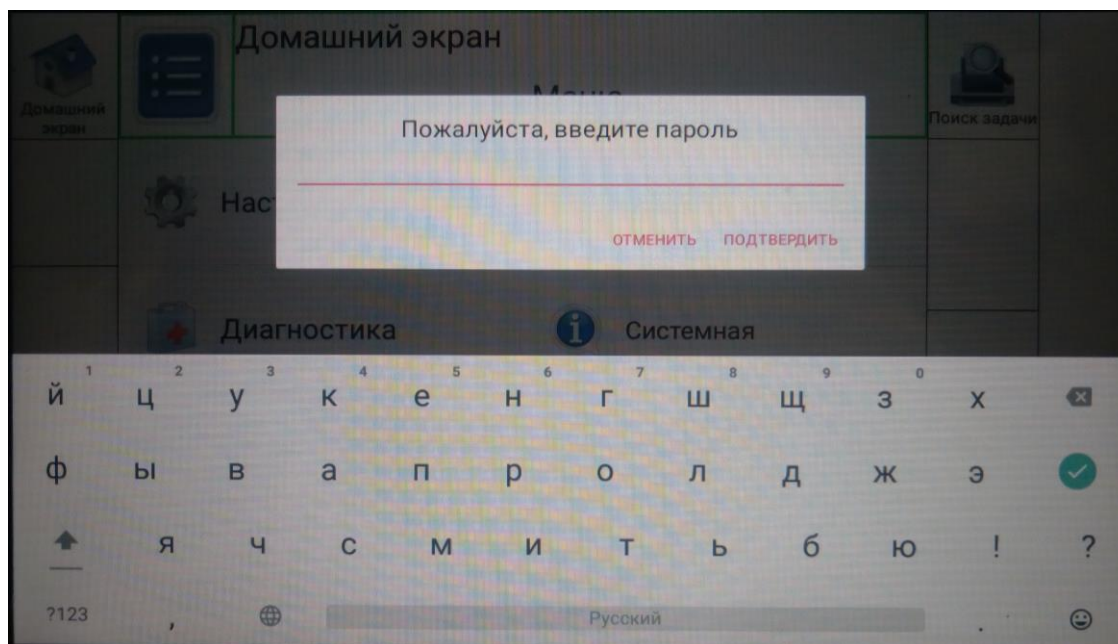 Домашний экран
Домашний
экран
Поиск задачи
Пожалуйста, введите пароль
Нас
ОТМЕНИТЬ ПОДТВЕРДИТЬ
Диагностика Системная
1 2 3 4 5 6 7 8 9 0
й ц у к е н г ш щ з х
ф ы в а п р о л д ж э
я ч с м и т ь б ю ! ?
?123 , Русский .